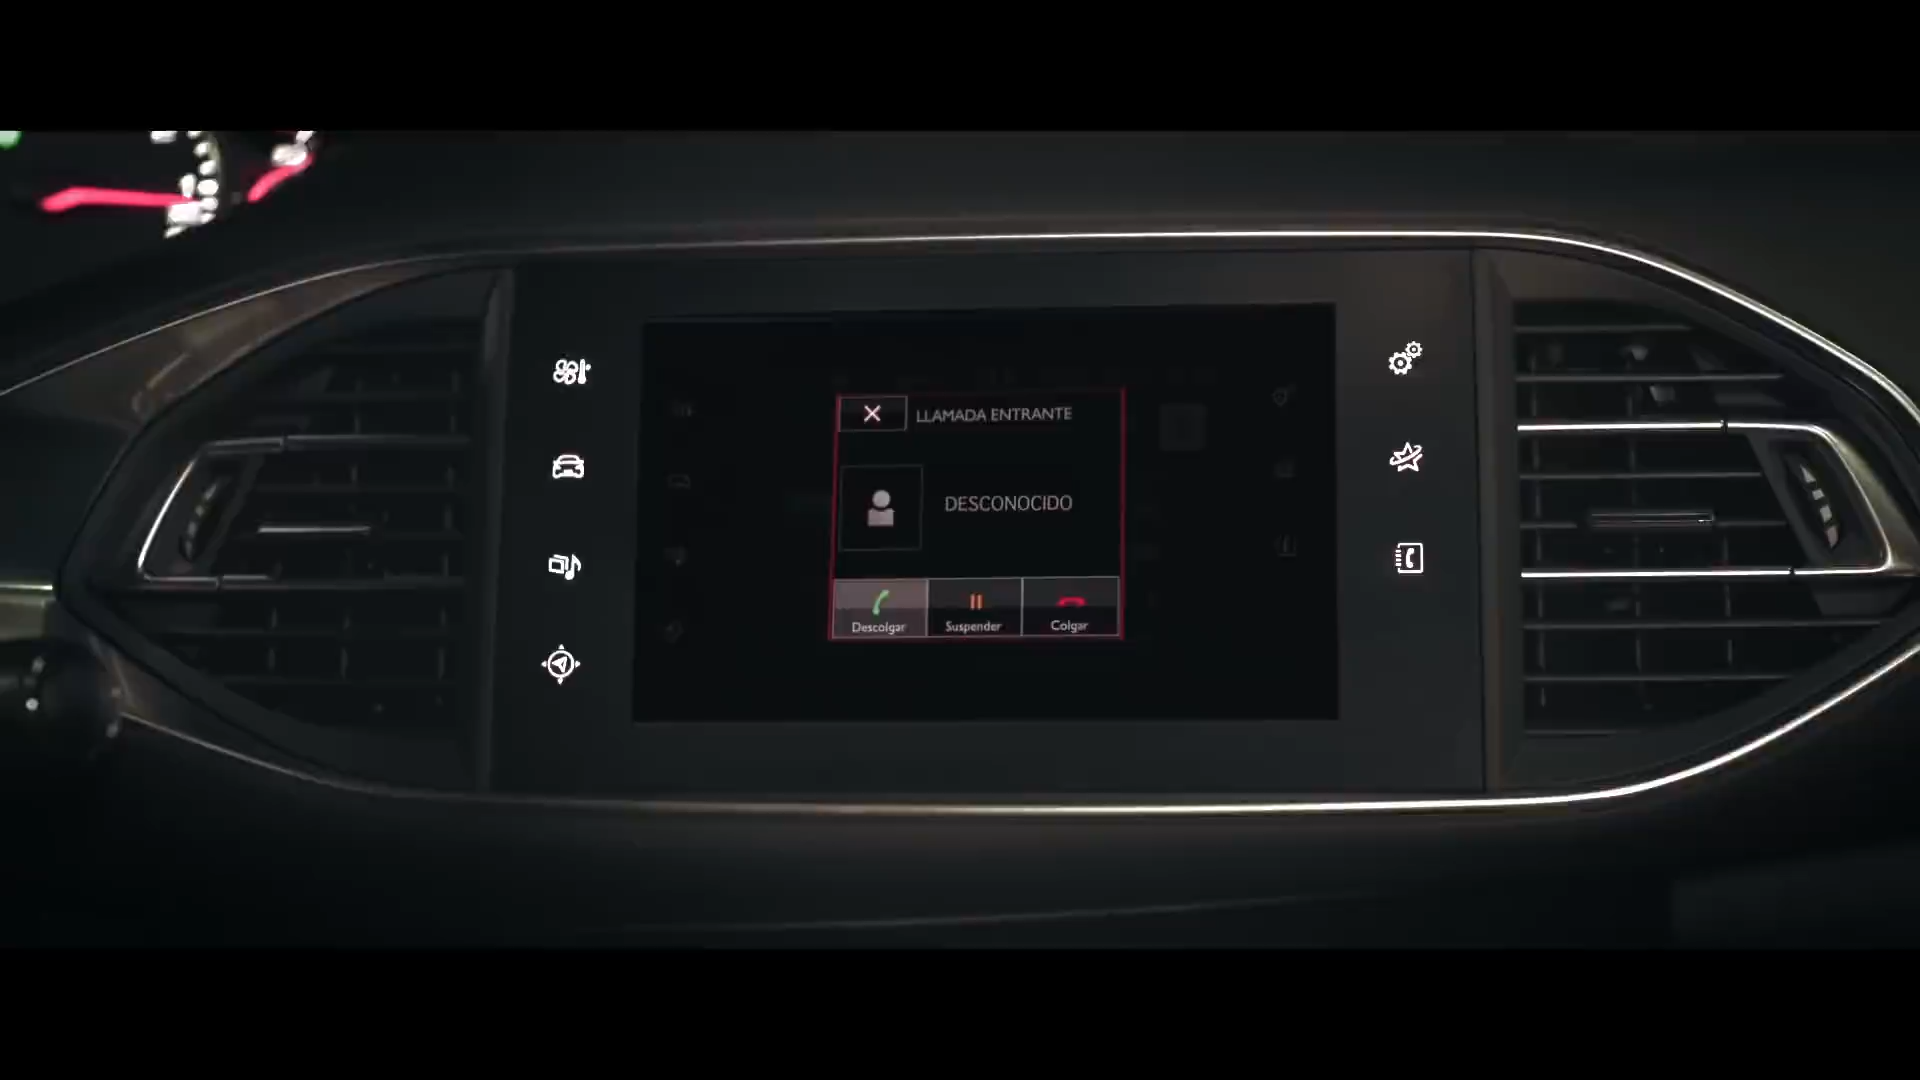 LLAMADA ENTRANTE
DESCONOCIDO
Descolgar
Suspender
Colgar